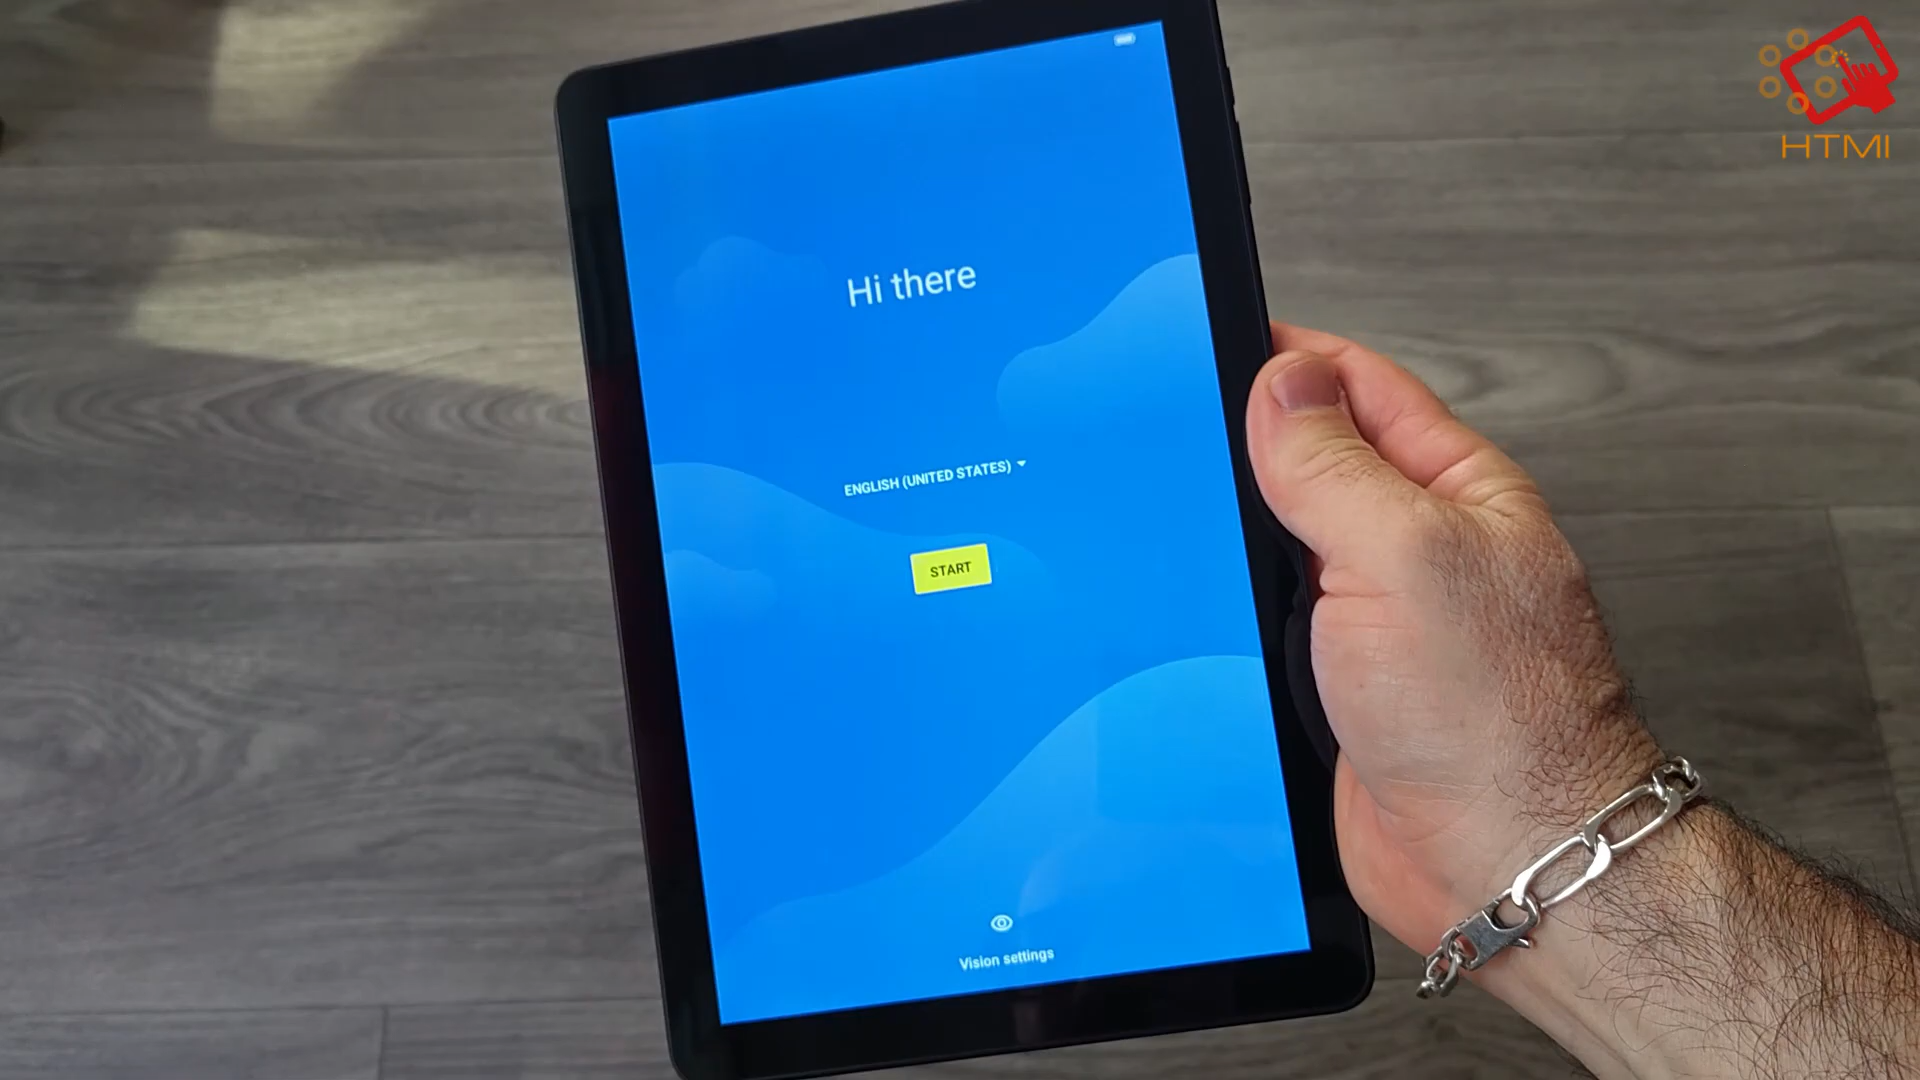 HTMI
Hi there
ENGLISH (UNITED STATES)
START
Vision settings